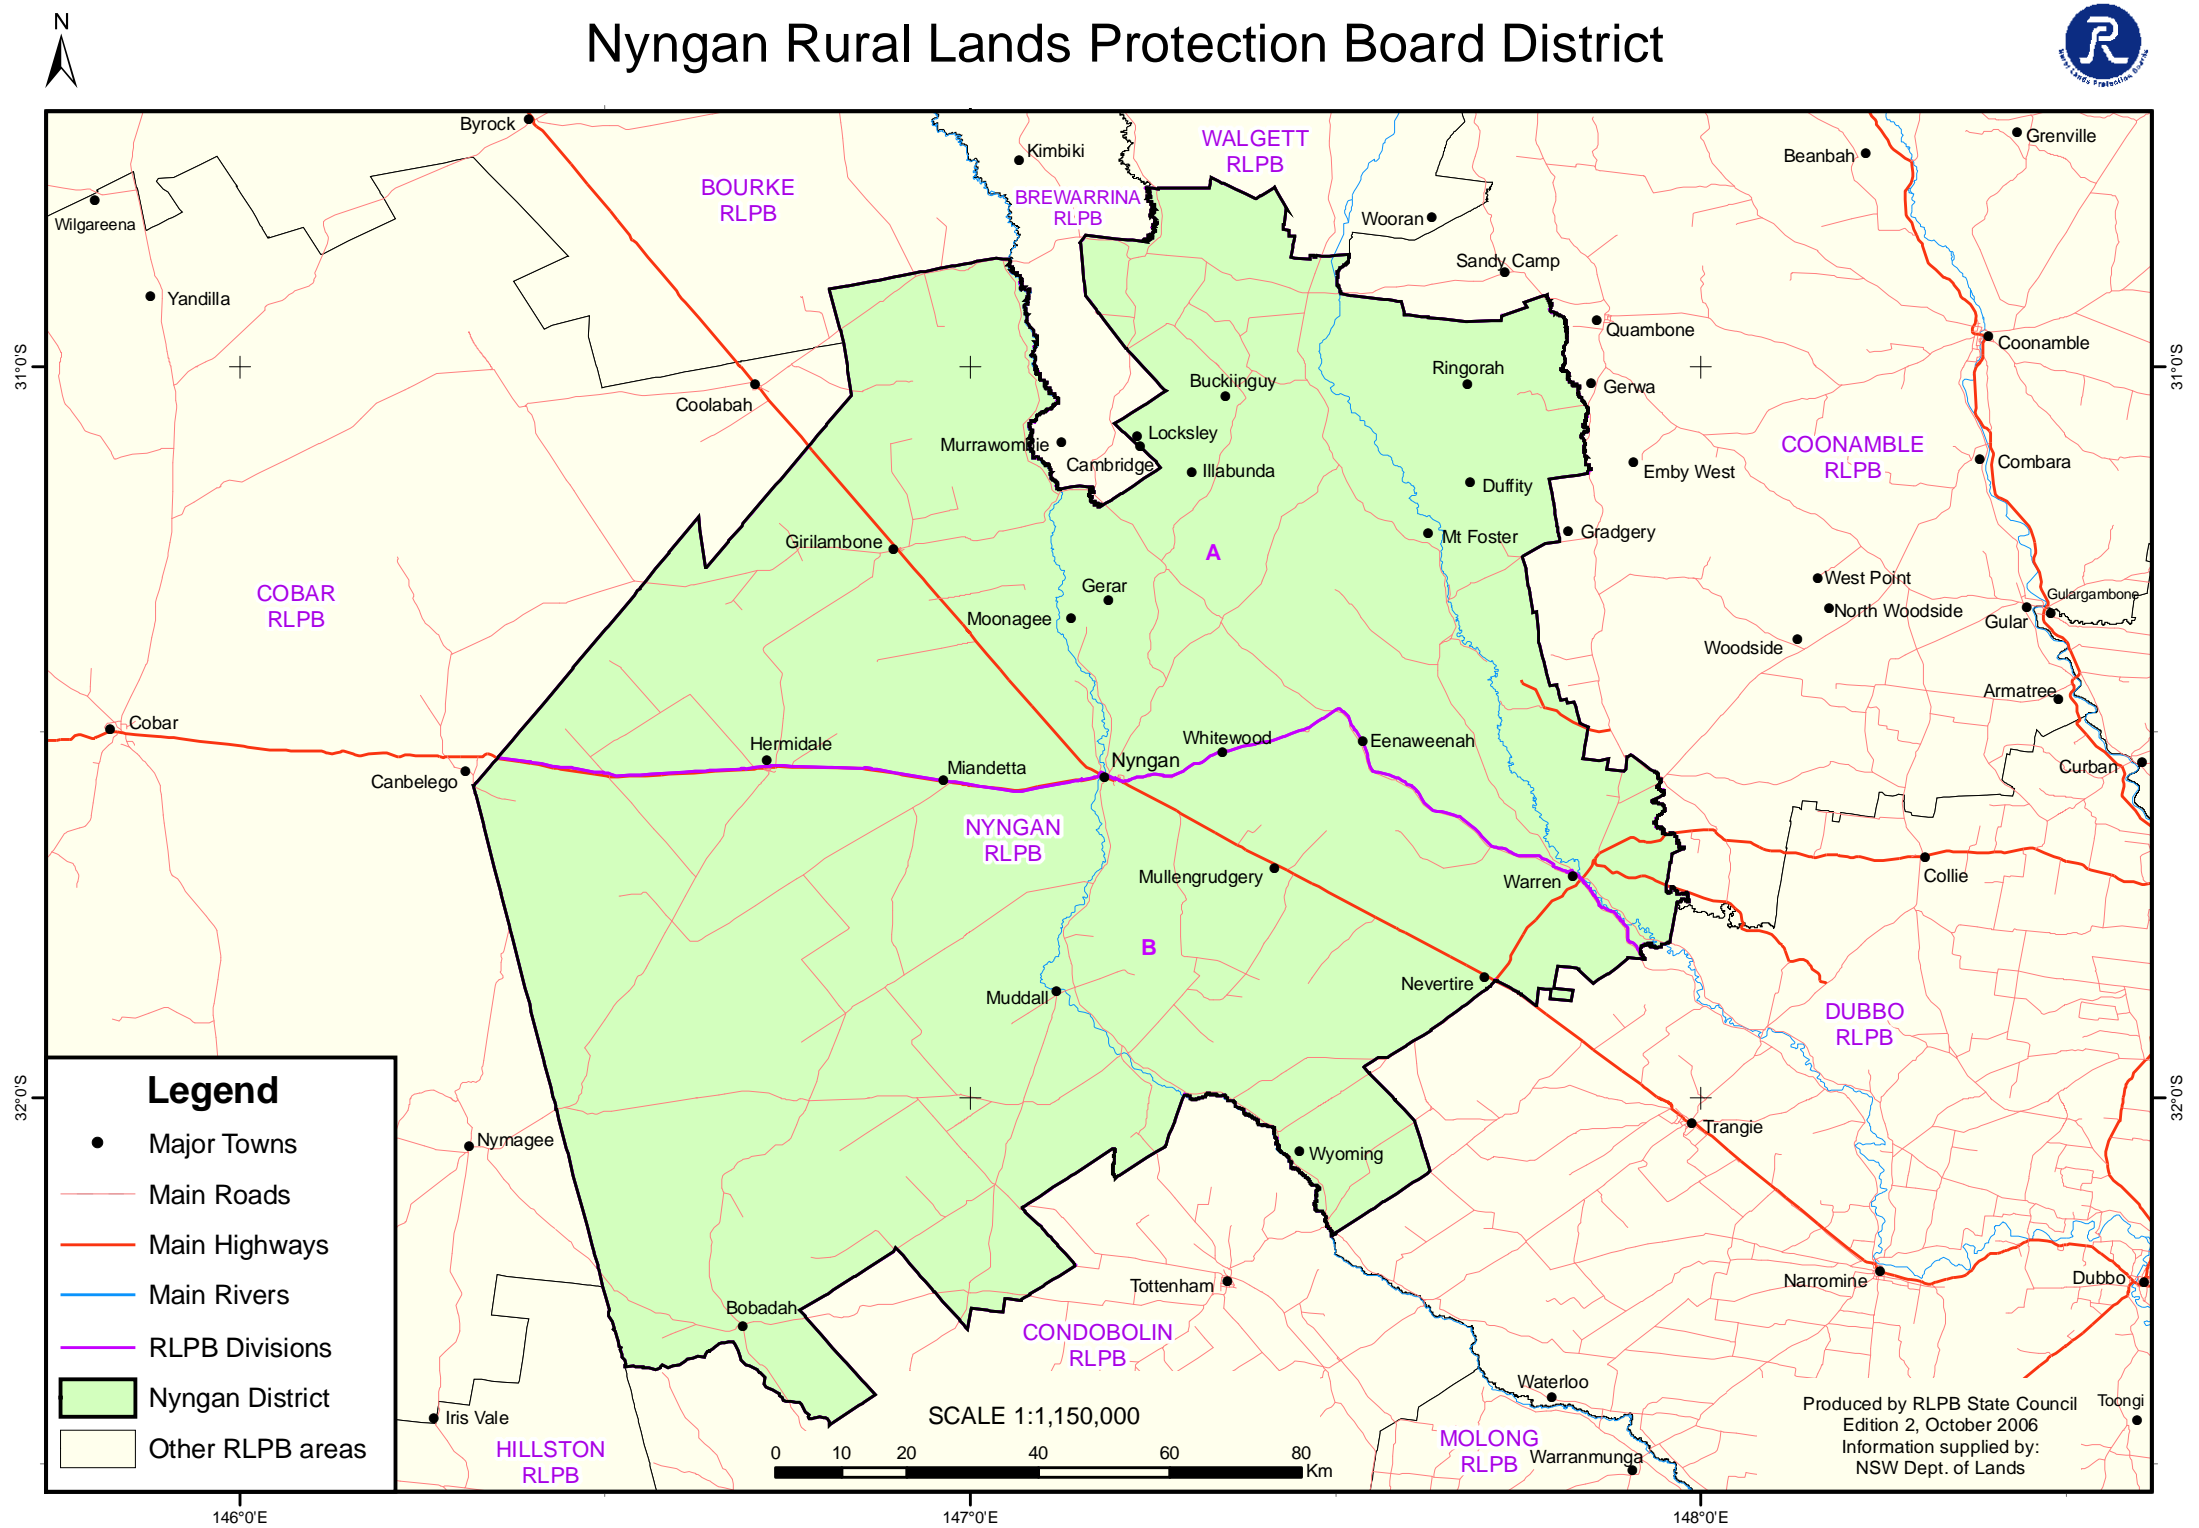 Nyngan Rural Lands Protection Board District
N
R
Rural Lands Protection Boards
Byrock
Kimbiki
WALGETT
RLPB
Beanbah
Grenville
BOURKE
RLPB
BREWARRINA
RLPB
Wilgareena
Wooran
Sandy Camp
Yandilla
Quambone
Coonamble
31°0'S
31°0'S
Ringorah
Buckiinguy
Gerwa
Coolabah
Locksley
Murrawombie
COONAMBLE
RLPB
Cambridge
Illabunda
Emby West
Combara
Duffity
Girilambone
A
Mt Foster
Gradgery
West Point
COBAR
RLPB
Gerar
Gulargambone
North Woodside
Moonagee
Gular
Woodside
Armatree
Cobar
Hermidale
Whitewood
Eenaweenah
Nyngan
Miandetta
Curban
Canbelego
NYNGAN
RLPB
Mullengrudgery
Warren
Collie
B
Nevertire
Muddall
DUBBO
RLPB
32°0'S
32°0'S
Trangie
Nymagee
Wyoming
Tottenham
Narromine
Dubbo
Bobadah
CONDOBOLIN
RLPB
Waterloo
Toongi
Iris Vale
HILLSTON
RLPB
MOLONG
RLPB
Warranmunga
Legend
Major Towns
Main Roads
Main Highways
Main Rivers
RLPB Divisions
Nyngan District
Other RLPB areas
SCALE 1:1,150,000
0 10 20 40 60 80
Km
Produced by RLPB State Council
Edition 2, October 2006
Information supplied by:
NSW Dept. of Lands
146°0'E
147°0'E
148°0'E